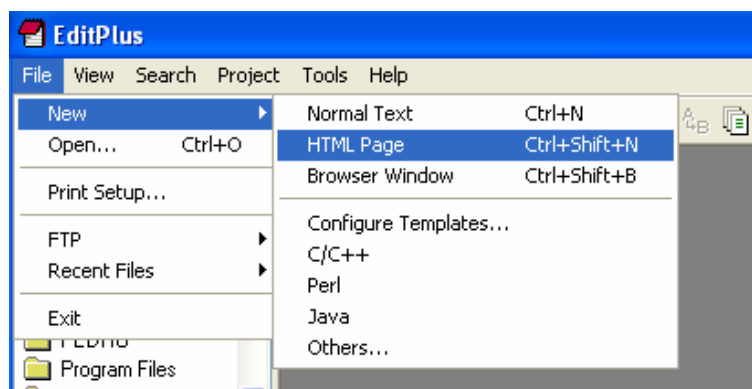 EditPlus
File View Search Project Tools Help
New
Open... Ctrl+O
Print Setup...
FTP
Recent Files
Exit
Normal Text Ctrl+N
HTML Page Ctrl+Shift+N
Browser Window Ctrl+Shift+B
Configure Templates...
C/C++
Perl
Java
Others...
A B
Program Files